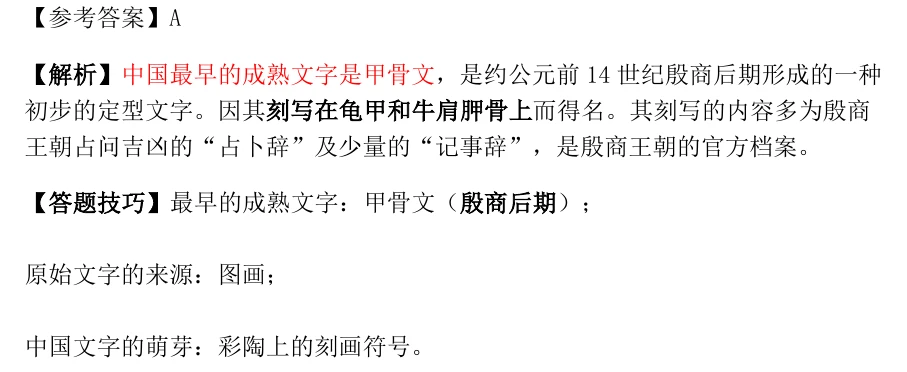 【参考答案】A
【解析】中国最早的成熟文字是甲骨文，是约公元前 14 世纪殷商后期形成的一种
初步的定型文字。因其刻写在龟甲和牛肩胛骨上而得名。其刻写的内容多为殷商
王朝占问吉凶的“占卜辞”及少量的“记事辞”，是殷商王朝的官方档案。
【答题技巧】最早的成熟文字：甲骨文（殷商后期）；
原始文字的来源：图画；
中国文字的萌芽：彩陶上的刻画符号。